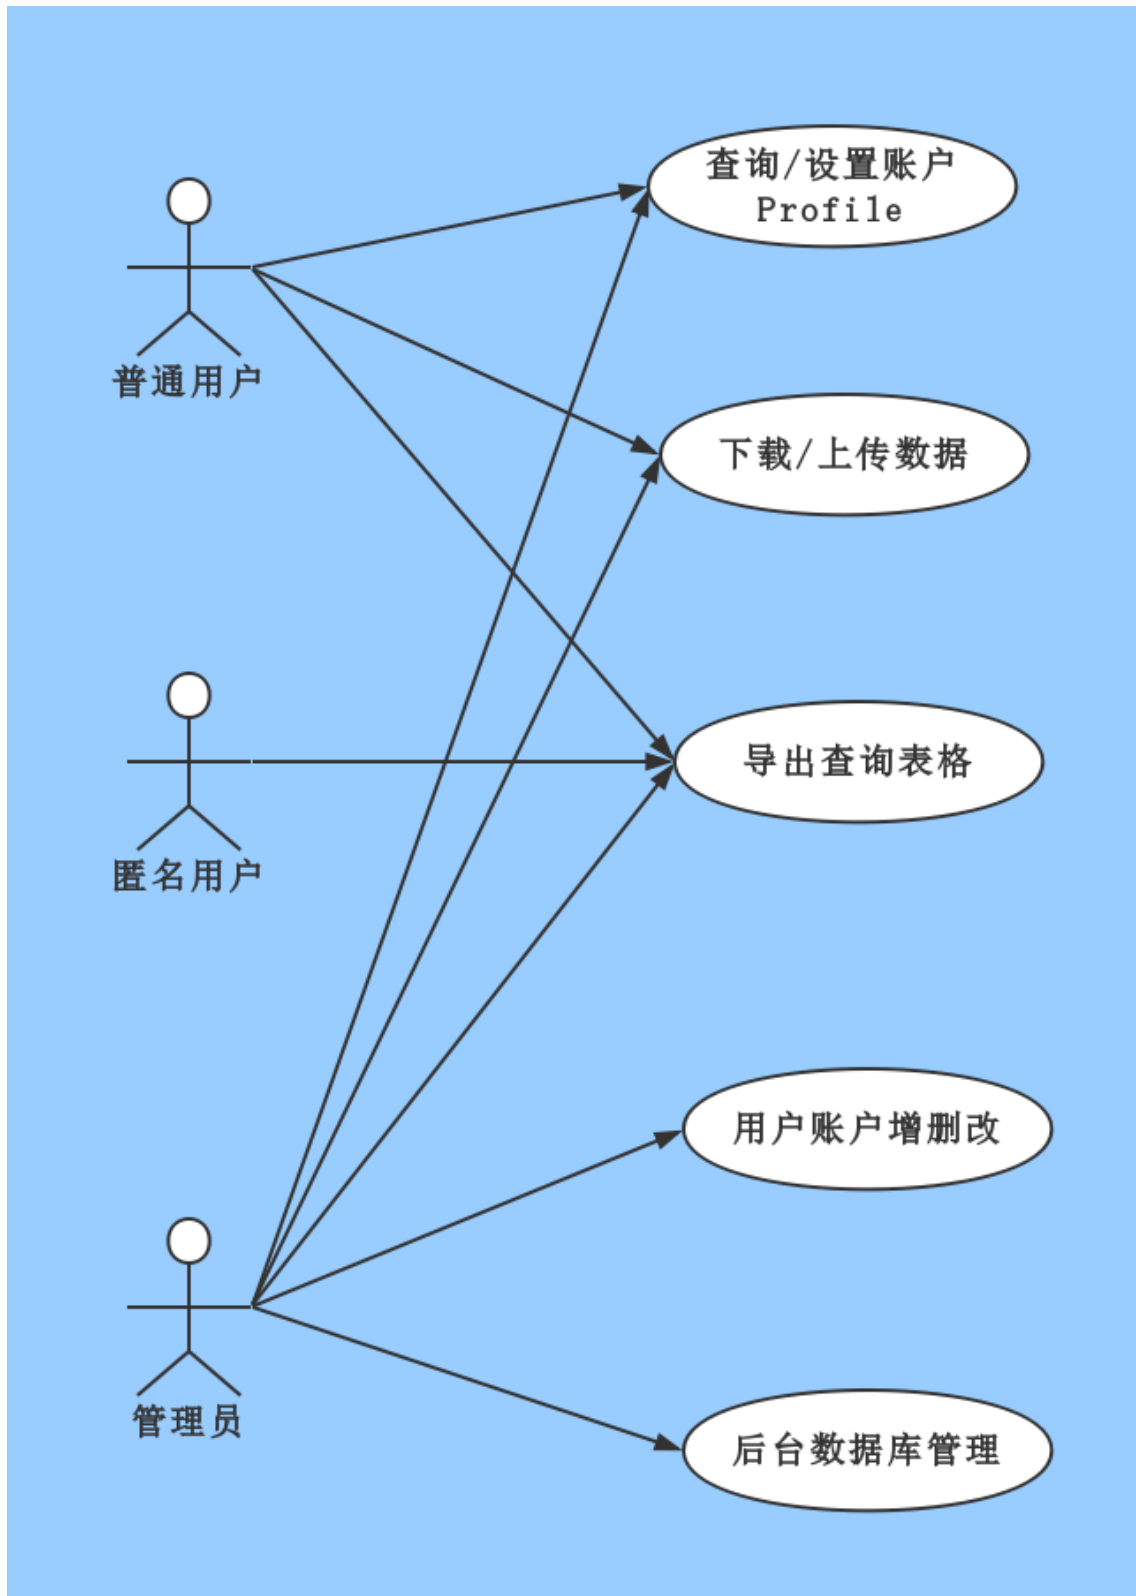 查询/设置账户
Profile
普通用户
下载/上传数据
导出查询表格
匿名用户
用户账户增删改
管理员
后台数据库管理